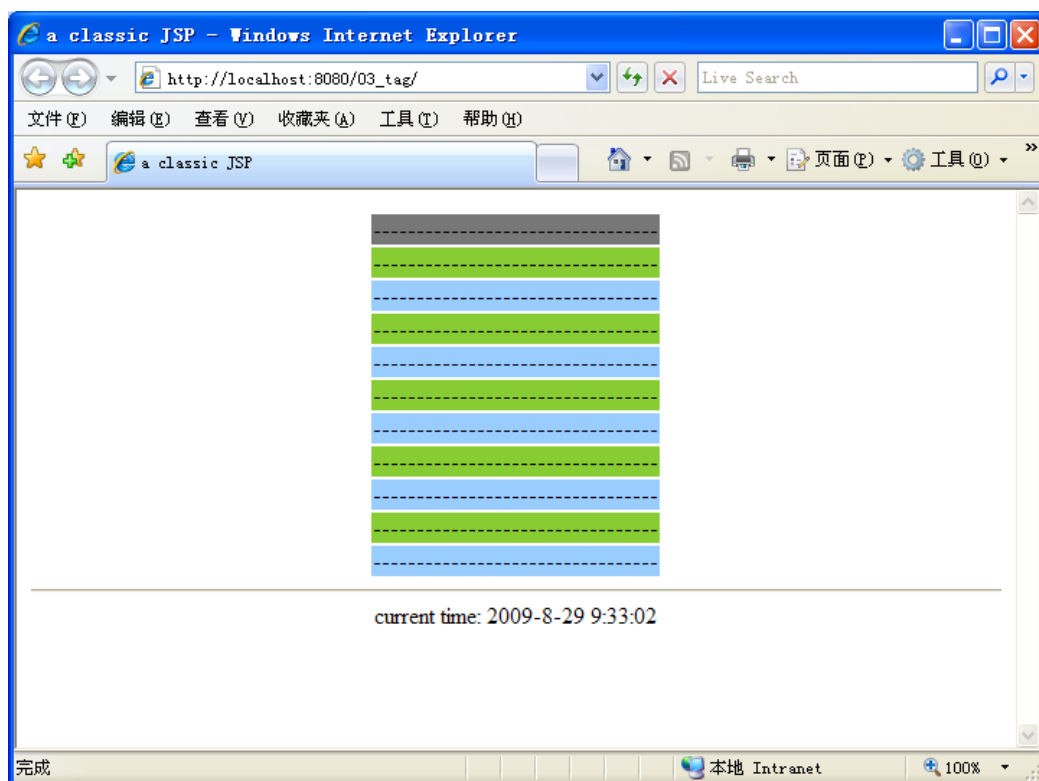 a classic JSP - Windows Internet Explorer
http://localhost:8080/03_tag/
Live Search
文件(F) 编辑(E) 查看(V) 收藏夹(A) 工具(T) 帮助(H)
a classic JSP
页面(P) 工具(O) »
---------------------------------
---------------------------------
---------------------------------
---------------------------------
---------------------------------
---------------------------------
---------------------------------
---------------------------------
---------------------------------
---------------------------------
---------------------------------
current time: 2009-8-29 9:33:02
完成 本地 Intranet 100%